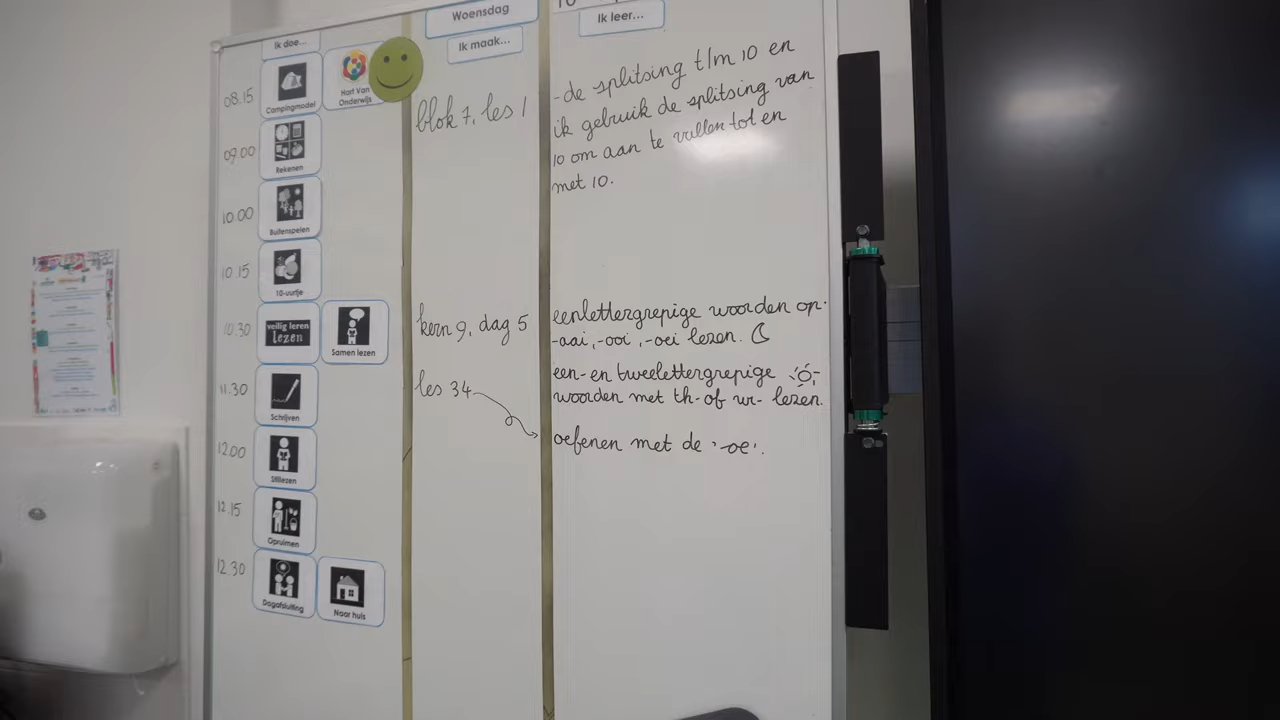 Woensdag
Ik doe...
Ik maak...
Ik leer...
08.15
Campingmodel
Hart Van
Onderwijs
09.00
Rekenen
blok 7, les 1
-de splitsing t/m 10 en
ik gebruik de splitsing van
10 om aan te vullen tot en
met 10.
10.00
Buitenspelen
10.15
10-uurtje
10.30
veilig leren
lezen
Samen lezen
kern 9, dag 5
eenlettergrepige woorden op
-aai, -ooi, -oei lezen.
een- en tweelettergrepige
woorden met th- of wr- lezen.
11.30
Schrijven
les 34
oefenen met de '-oe'.
12.00
Stillezen
12.15
Opruimen
12.30
Dagafsluiting
Naar huis